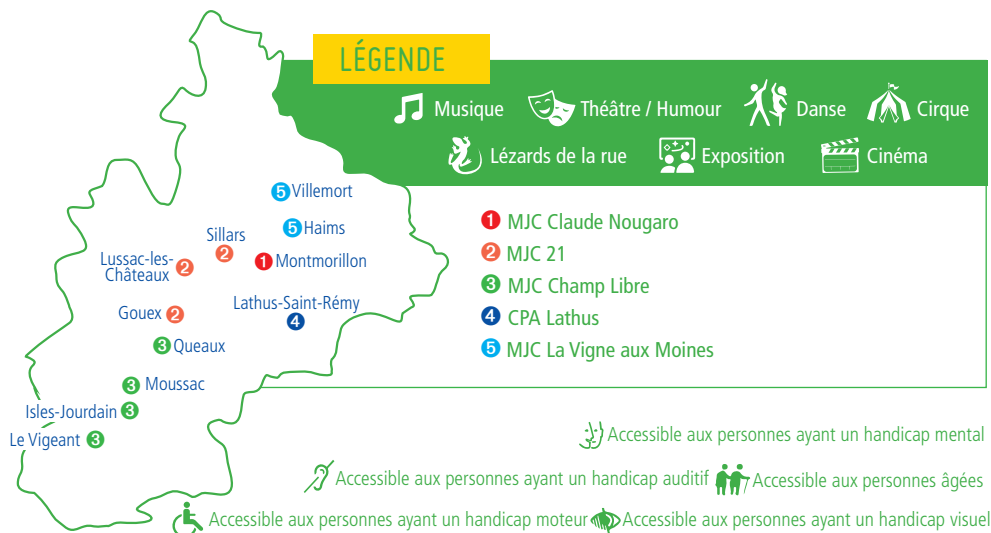 LÉGENDE
Musique
Théâtre / Humour
Danse
Cirque
Lézards de la rue
Exposition
Cinéma
5 Villemort
5 Haims
Sillars
2
Lussac-les-
Châteaux 2
1 Montmorillon
Lathus-Saint-Rémy
4
Gouex 2
3 Queaux
3 Moussac
Isles-Jourdain 3
Le Vigeant 3
1 MJC Claude Nougaro
2 MJC 21
3 MJC Champ Libre
4 CPA Lathus
5 MJC La Vigne aux Moines
Accessible aux personnes ayant un handicap mental
Accessible aux personnes ayant un handicap auditif
Accessible aux personnes âgées
Accessible aux personnes ayant un handicap moteur
Accessible aux personnes ayant un handicap visuel